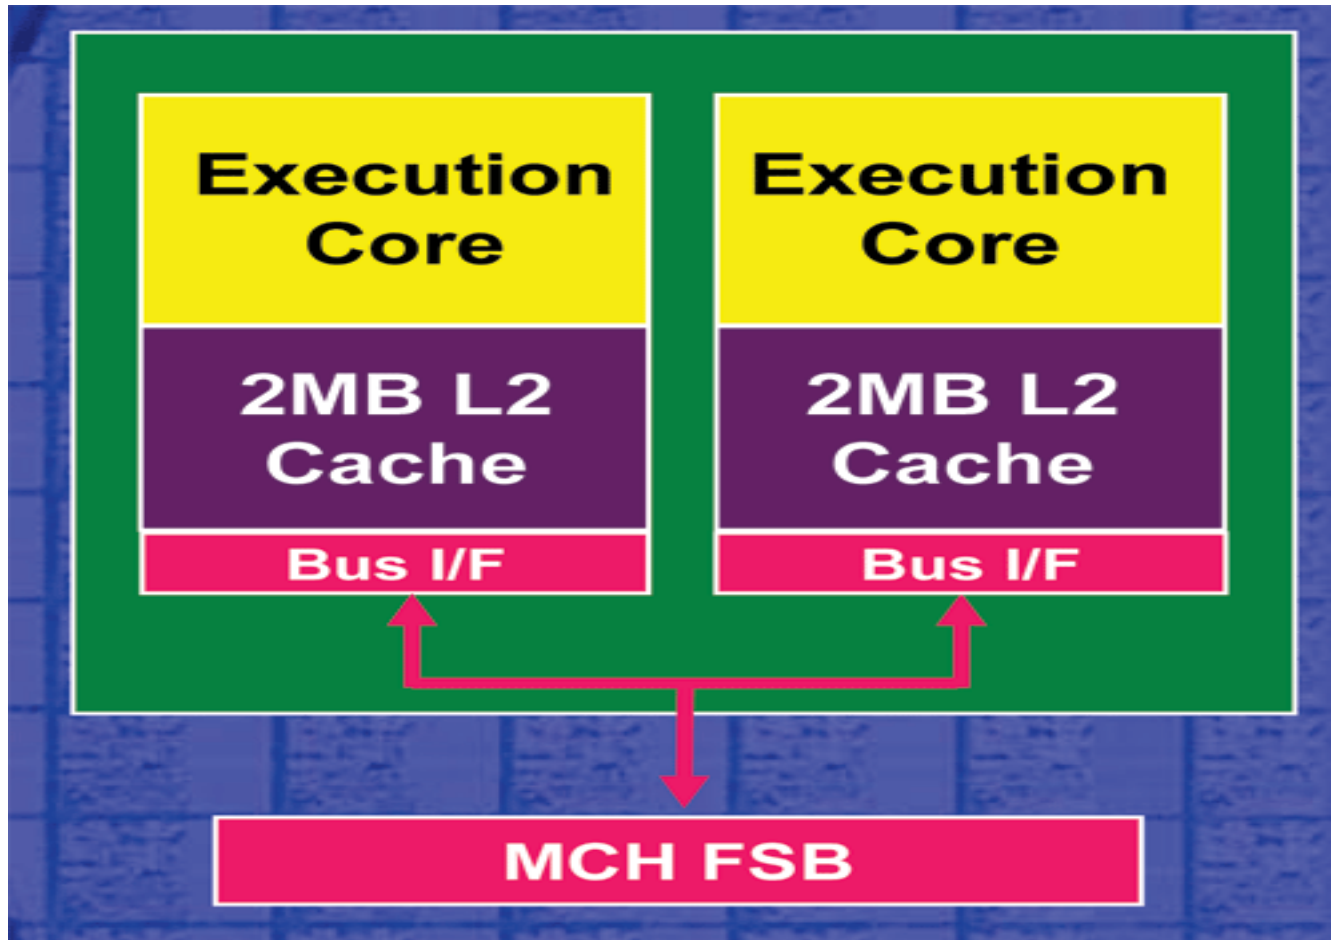 Execution
Core
2MB L2
Cache
Bus I/F
Execution
Core
2MB L2
Cache
Bus I/F
MCH FSB